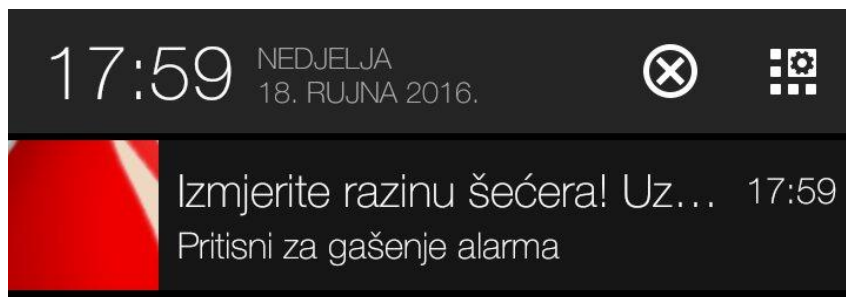 17:59
NEDJELJA
18. RUJNA 2016.
Izmjerite razinu šećera! Uz...
17:59
Pritisni za gašenje alarma